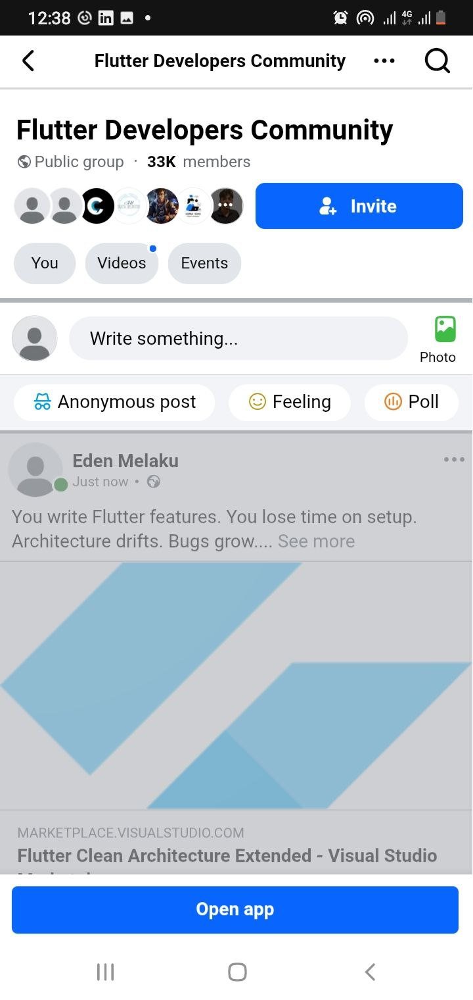 12:38
4G
Flutter Developers Community
Flutter Developers Community
Public group · 33K members
Invite
You
Videos
Events
Write something...
Photo
Anonymous post
Feeling
Poll
Eden Melaku
Just now •
You write Flutter features. You lose time on setup.
Architecture drifts. Bugs grow.... See more
MARKETPLACE.VISUALSTUDIO.COM
Flutter Clean Architecture Extended - Visual Studio
Open app